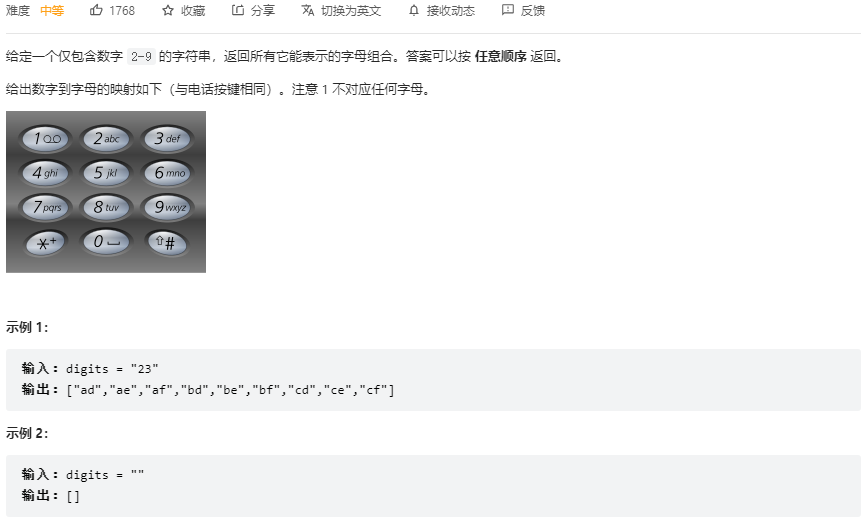 难度 中等 1768 收藏 分享 切换为英文 接收动态 反馈
给定一个仅包含数字 2-9 的字符串，返回所有它能表示的字母组合。答案可以按 任意顺序 返回。
给出数字到字母的映射如下（与电话按键相同）。注意 1 不对应任何字母。
1 2 abc 3 def
4 ghi 5 jkl 6 mno
7 pqrs 8 tuv 9 wxyz
*+ 0 #
示例 1：
输入：digits = "23"
输出：["ad","ae","af","bd","be","bf","cd","ce","cf"]
示例 2：
输入：digits = ""
输出：[]